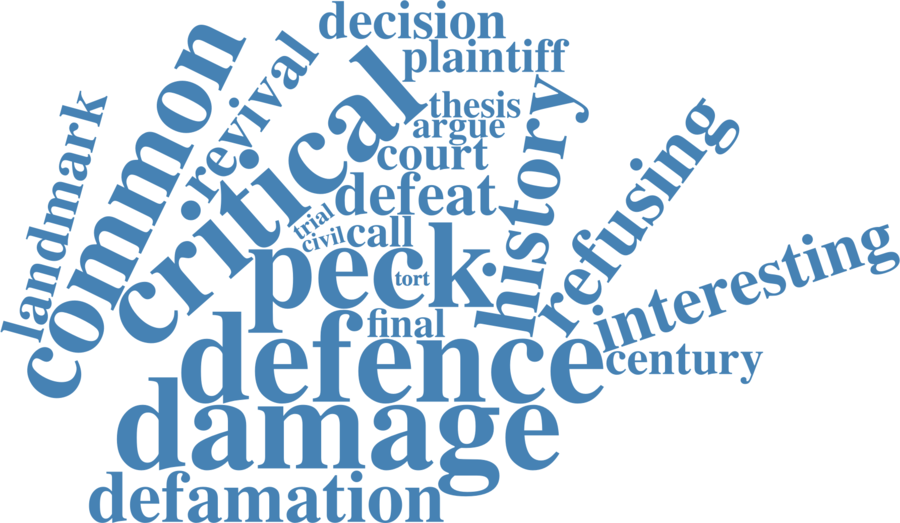 decision
plaintiff
common
revival
critical
landmark
thesis
argue
history
court
refusing
defeat
trial
civil
call
peck
tort
interesting
final
defence
century
damage
defamation